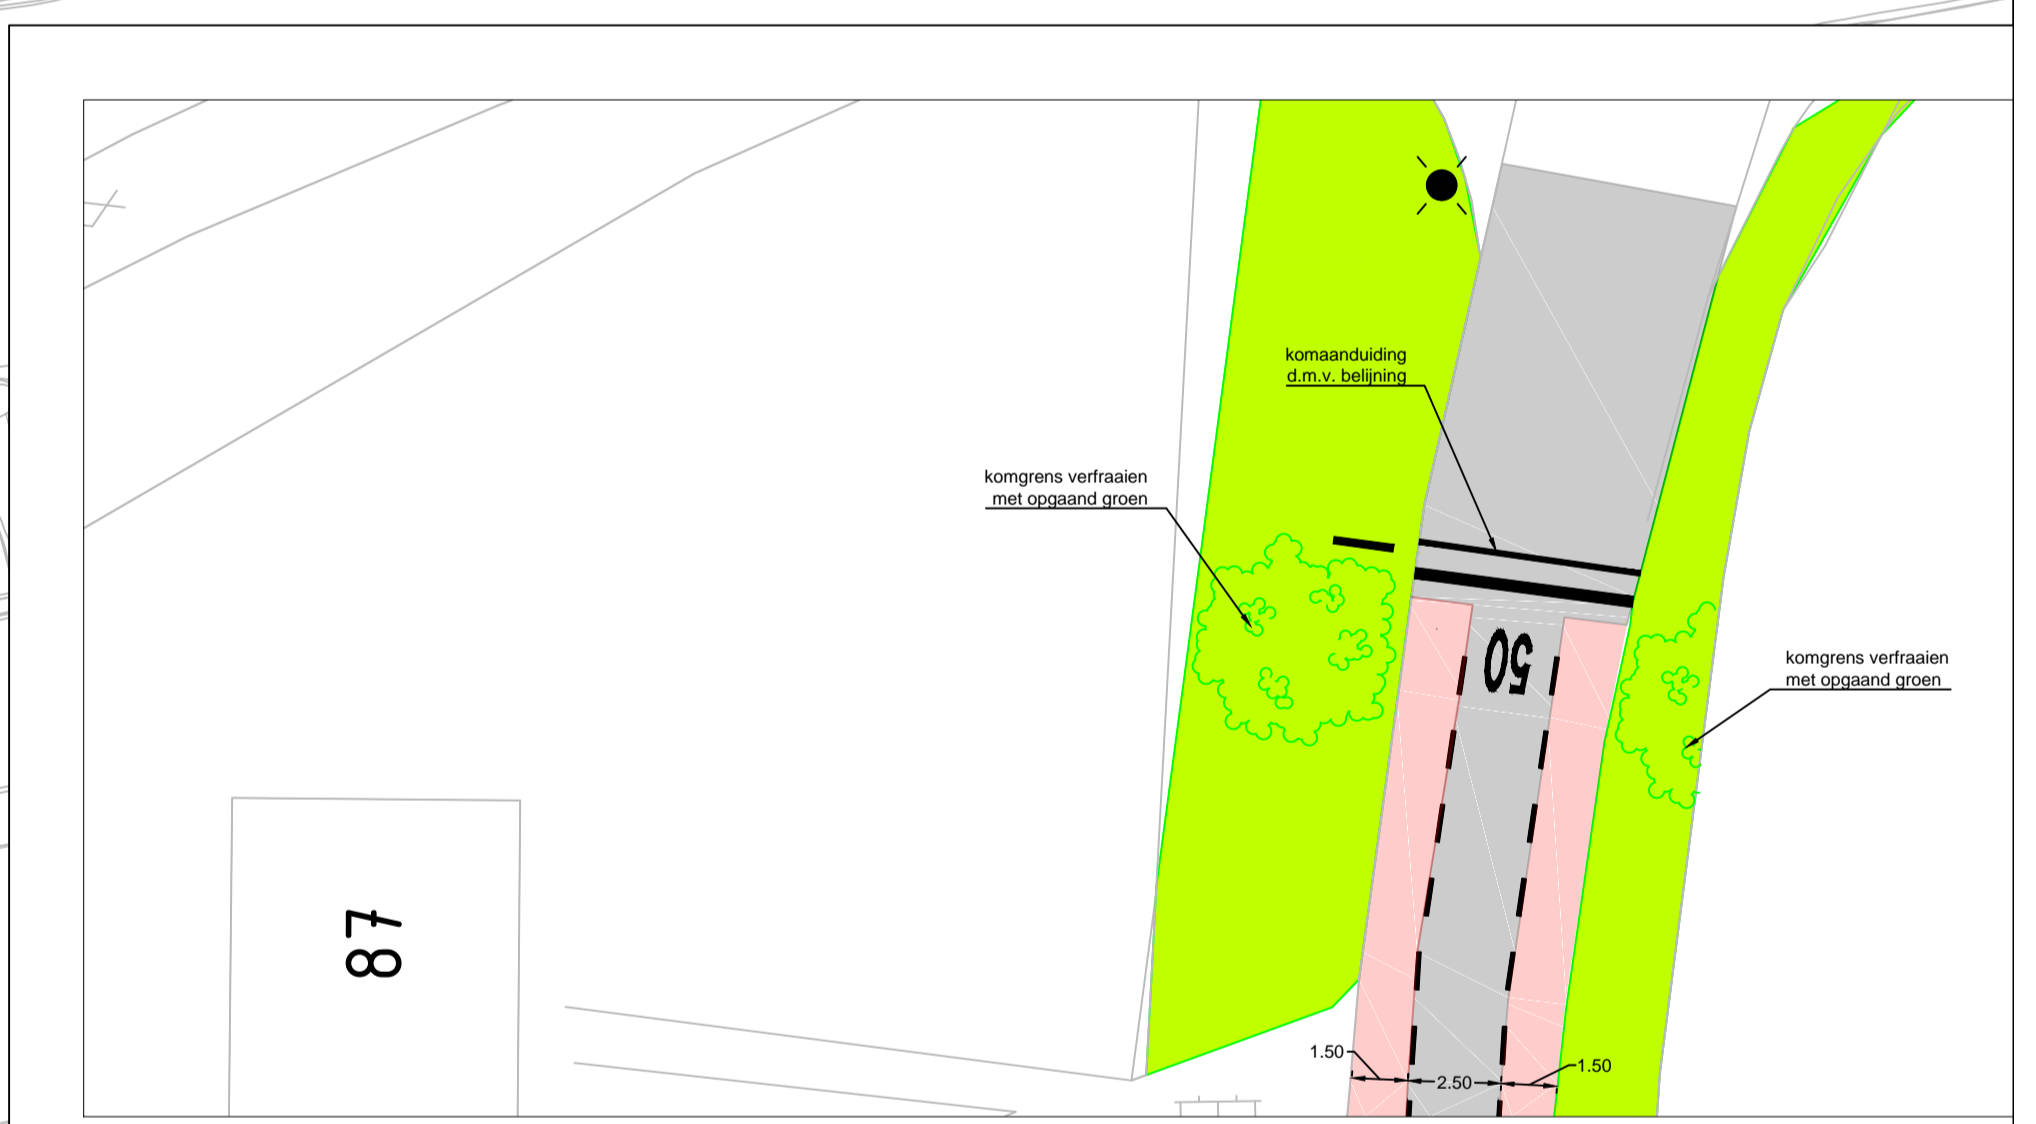 komaanduiding
d.m.v. belijning
komgrens verfraaien
met opgaand groen
50
komgrens verfraaien
met opgaand groen
87
1.50
2.50
1.50